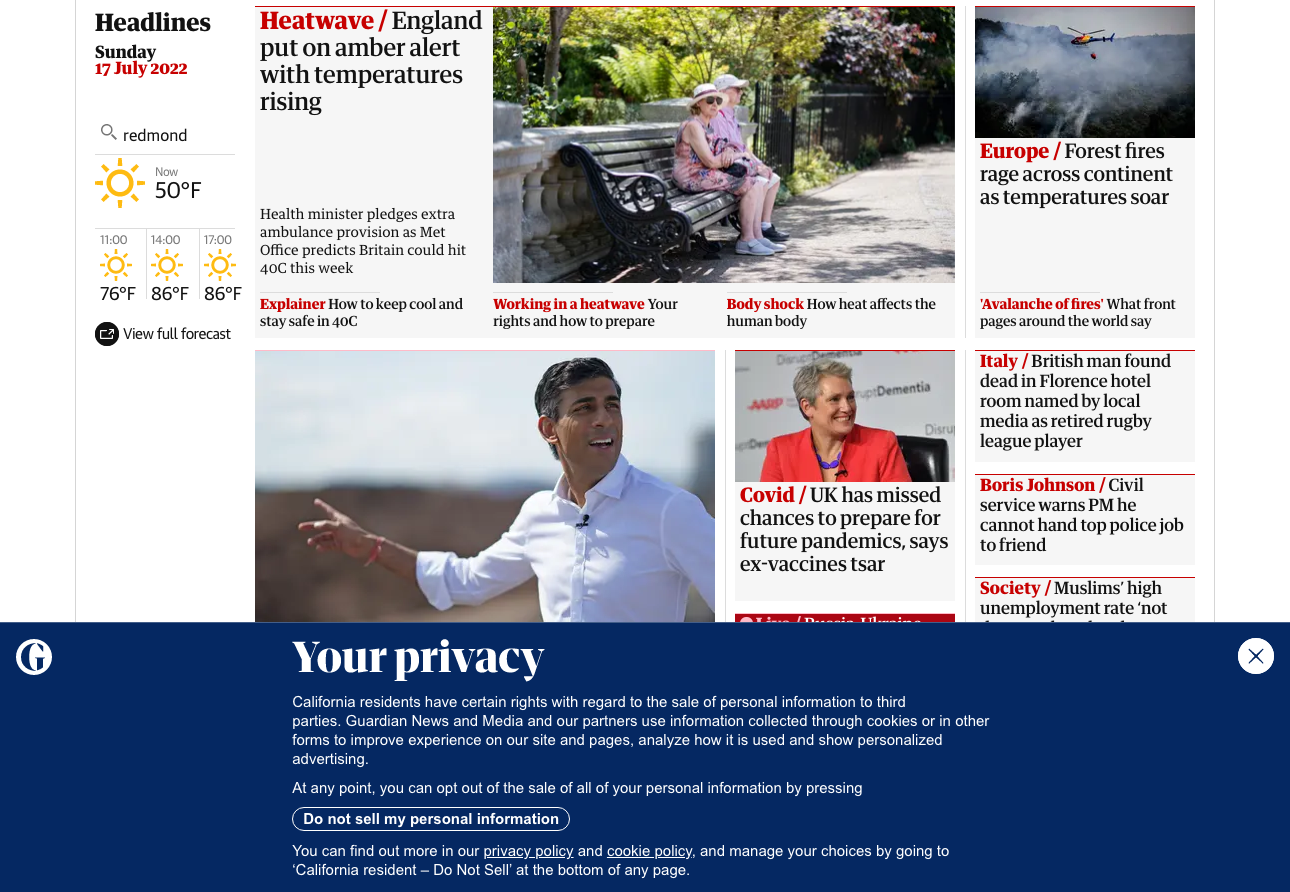 Headlines
Sunday
17 July 2022
redmond
Now
50°F
11:00
76°F
14:00
86°F
17:00
86°F
View full forecast
Heatwave / England
put on amber alert
with temperatures
rising
Health minister pledges extra
ambulance provision as Met
Office predicts Britain could hit
40C this week
Explainer How to keep cool and
stay safe in 40C
Working in a heatwave Your
rights and how to prepare
Body shock How heat affects the
human body
Europe / Forest fires
rage across continent
as temperatures soar
'Avalanche of fires' What front
pages around the world say
DisruptDementia
AARP
ruptDementia
Disrup
Covid / UK has missed
chances to prepare for
future pandemics, says
ex-vaccines tsar
Live / Russia-Ukraine
Italy / British man found
dead in Florence hotel
room named by local
media as retired rugby
league player
Boris Johnson / Civil
service warns PM he
cannot hand top police job
to friend
Society / Muslims’ high
unemployment rate ‘not
G
Your privacy
California residents have certain rights with regard to the sale of personal information to third
parties. Guardian News and Media and our partners use information collected through cookies or in other
forms to improve experience on our site and pages, analyze how it is used and show personalized
advertising.
At any point, you can opt out of the sale of all of your personal information by pressing
Do not sell my personal information
You can find out more in our privacy policy and cookie policy, and manage your choices by going to
‘California resident – Do Not Sell’ at the bottom of any page.